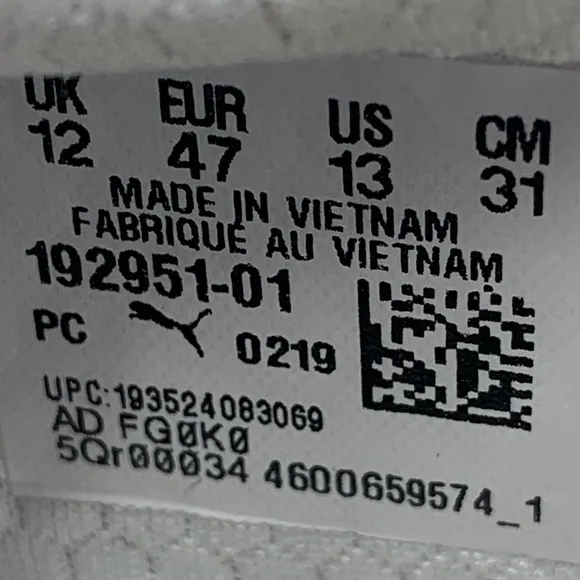 UK EUR US CM
12 47 13 31
MADE IN VIETNAM
FABRIQUÉ AU VIETNAM
192951-01
PC 0219
UPC:193524083069
AD FG0K0
5Qr00034 4600659574_1